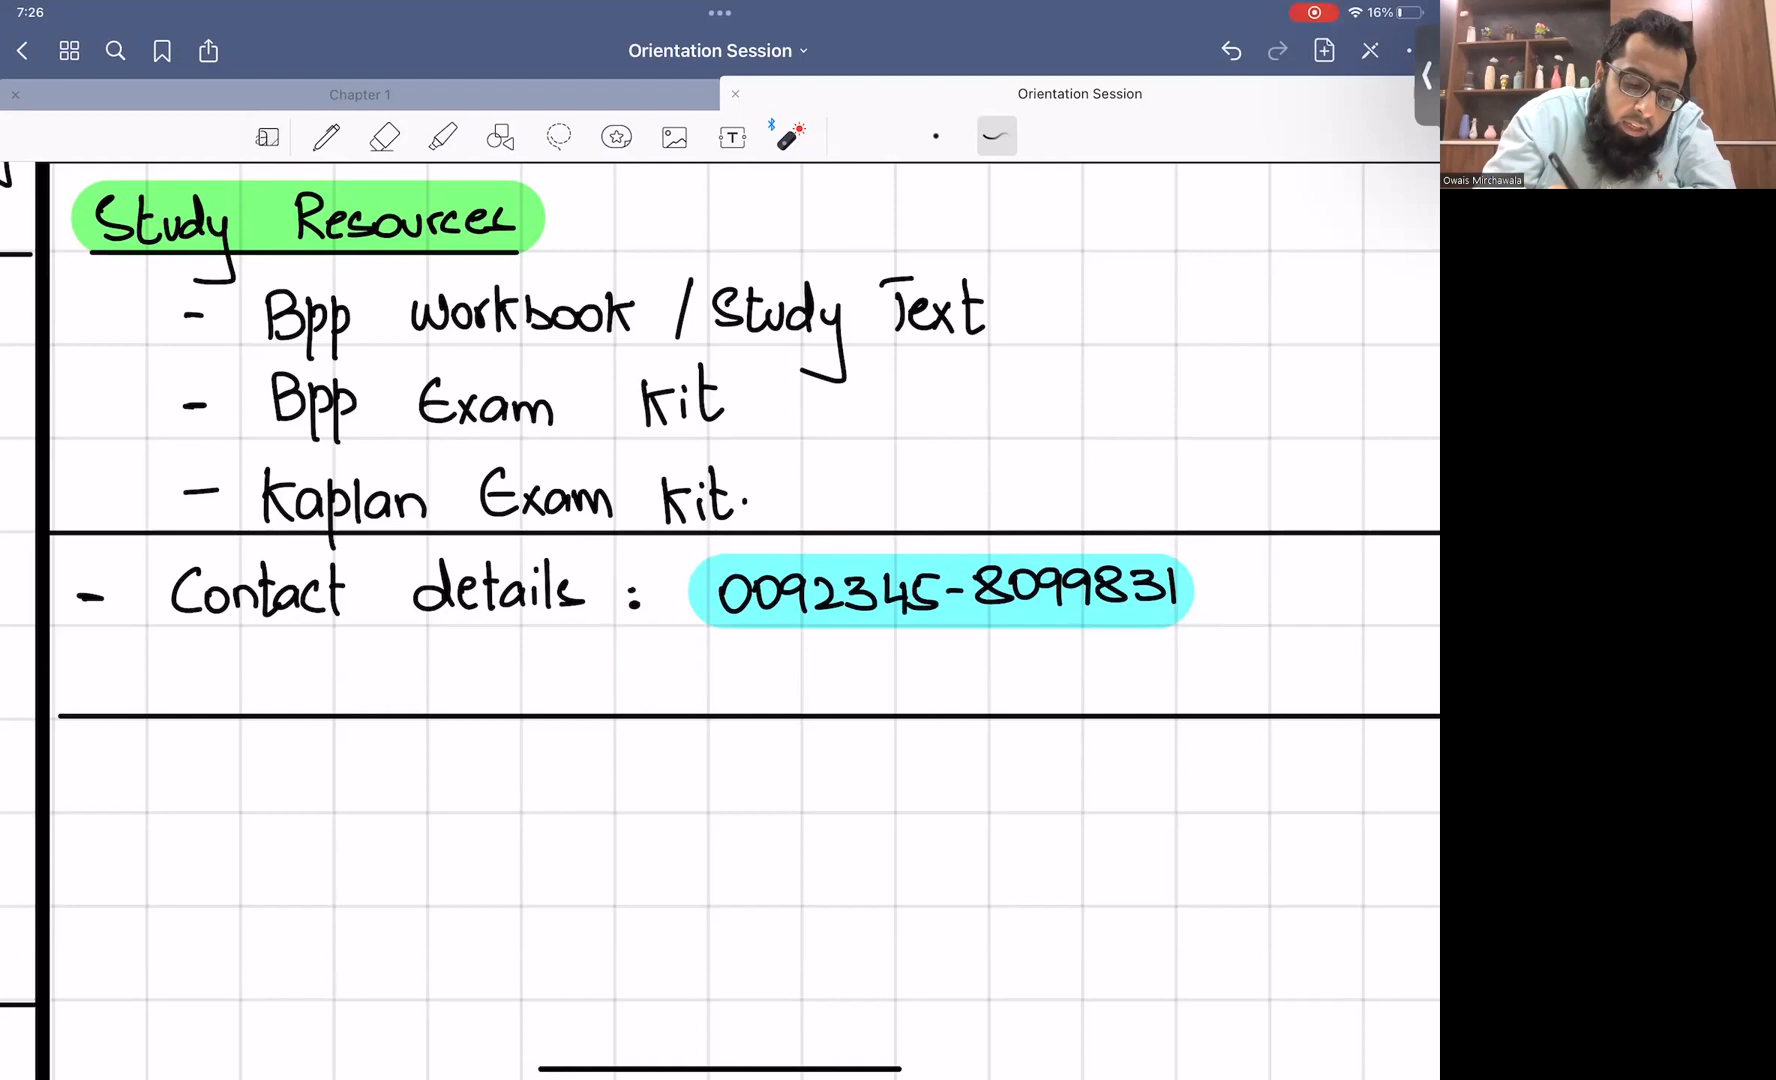 7:26
16%
Orientation Session
Chapter 1
Orientation Session
Owais Mirchawala
Study Resources
- Bpp workbook / Study Text
- Bpp Exam Kit
- Kaplan Exam Kit.
- Contact details : 0092345-8099831